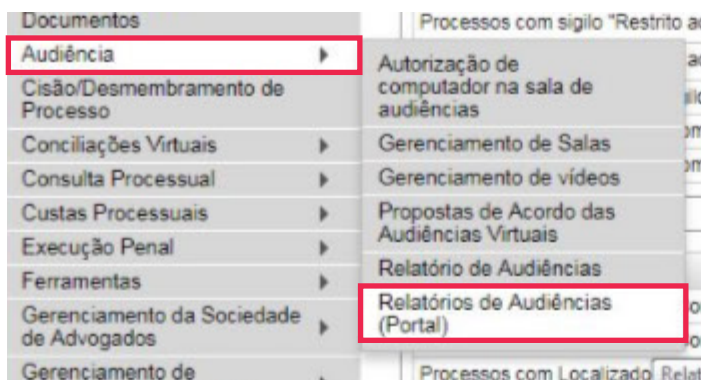 Documentos
Audiência
Cisão/Desmembramento de
Processo
Conciliações Virtuais
Consulta Processual
Custas Processuais
Execução Penal
Ferramentas
Gerenciamento da Sociedade
de Advogados
Gerenciamento de
Autorização de
computador na sala de
audiências
Gerenciamento de Salas
Gerenciamento de vídeos
Propostas de Acordo das
Audiências Virtuais
Relatório de Audiências
Relatórios de Audiências
(Portal)
Processos com sigilo "Restrito
Processos com Localizado